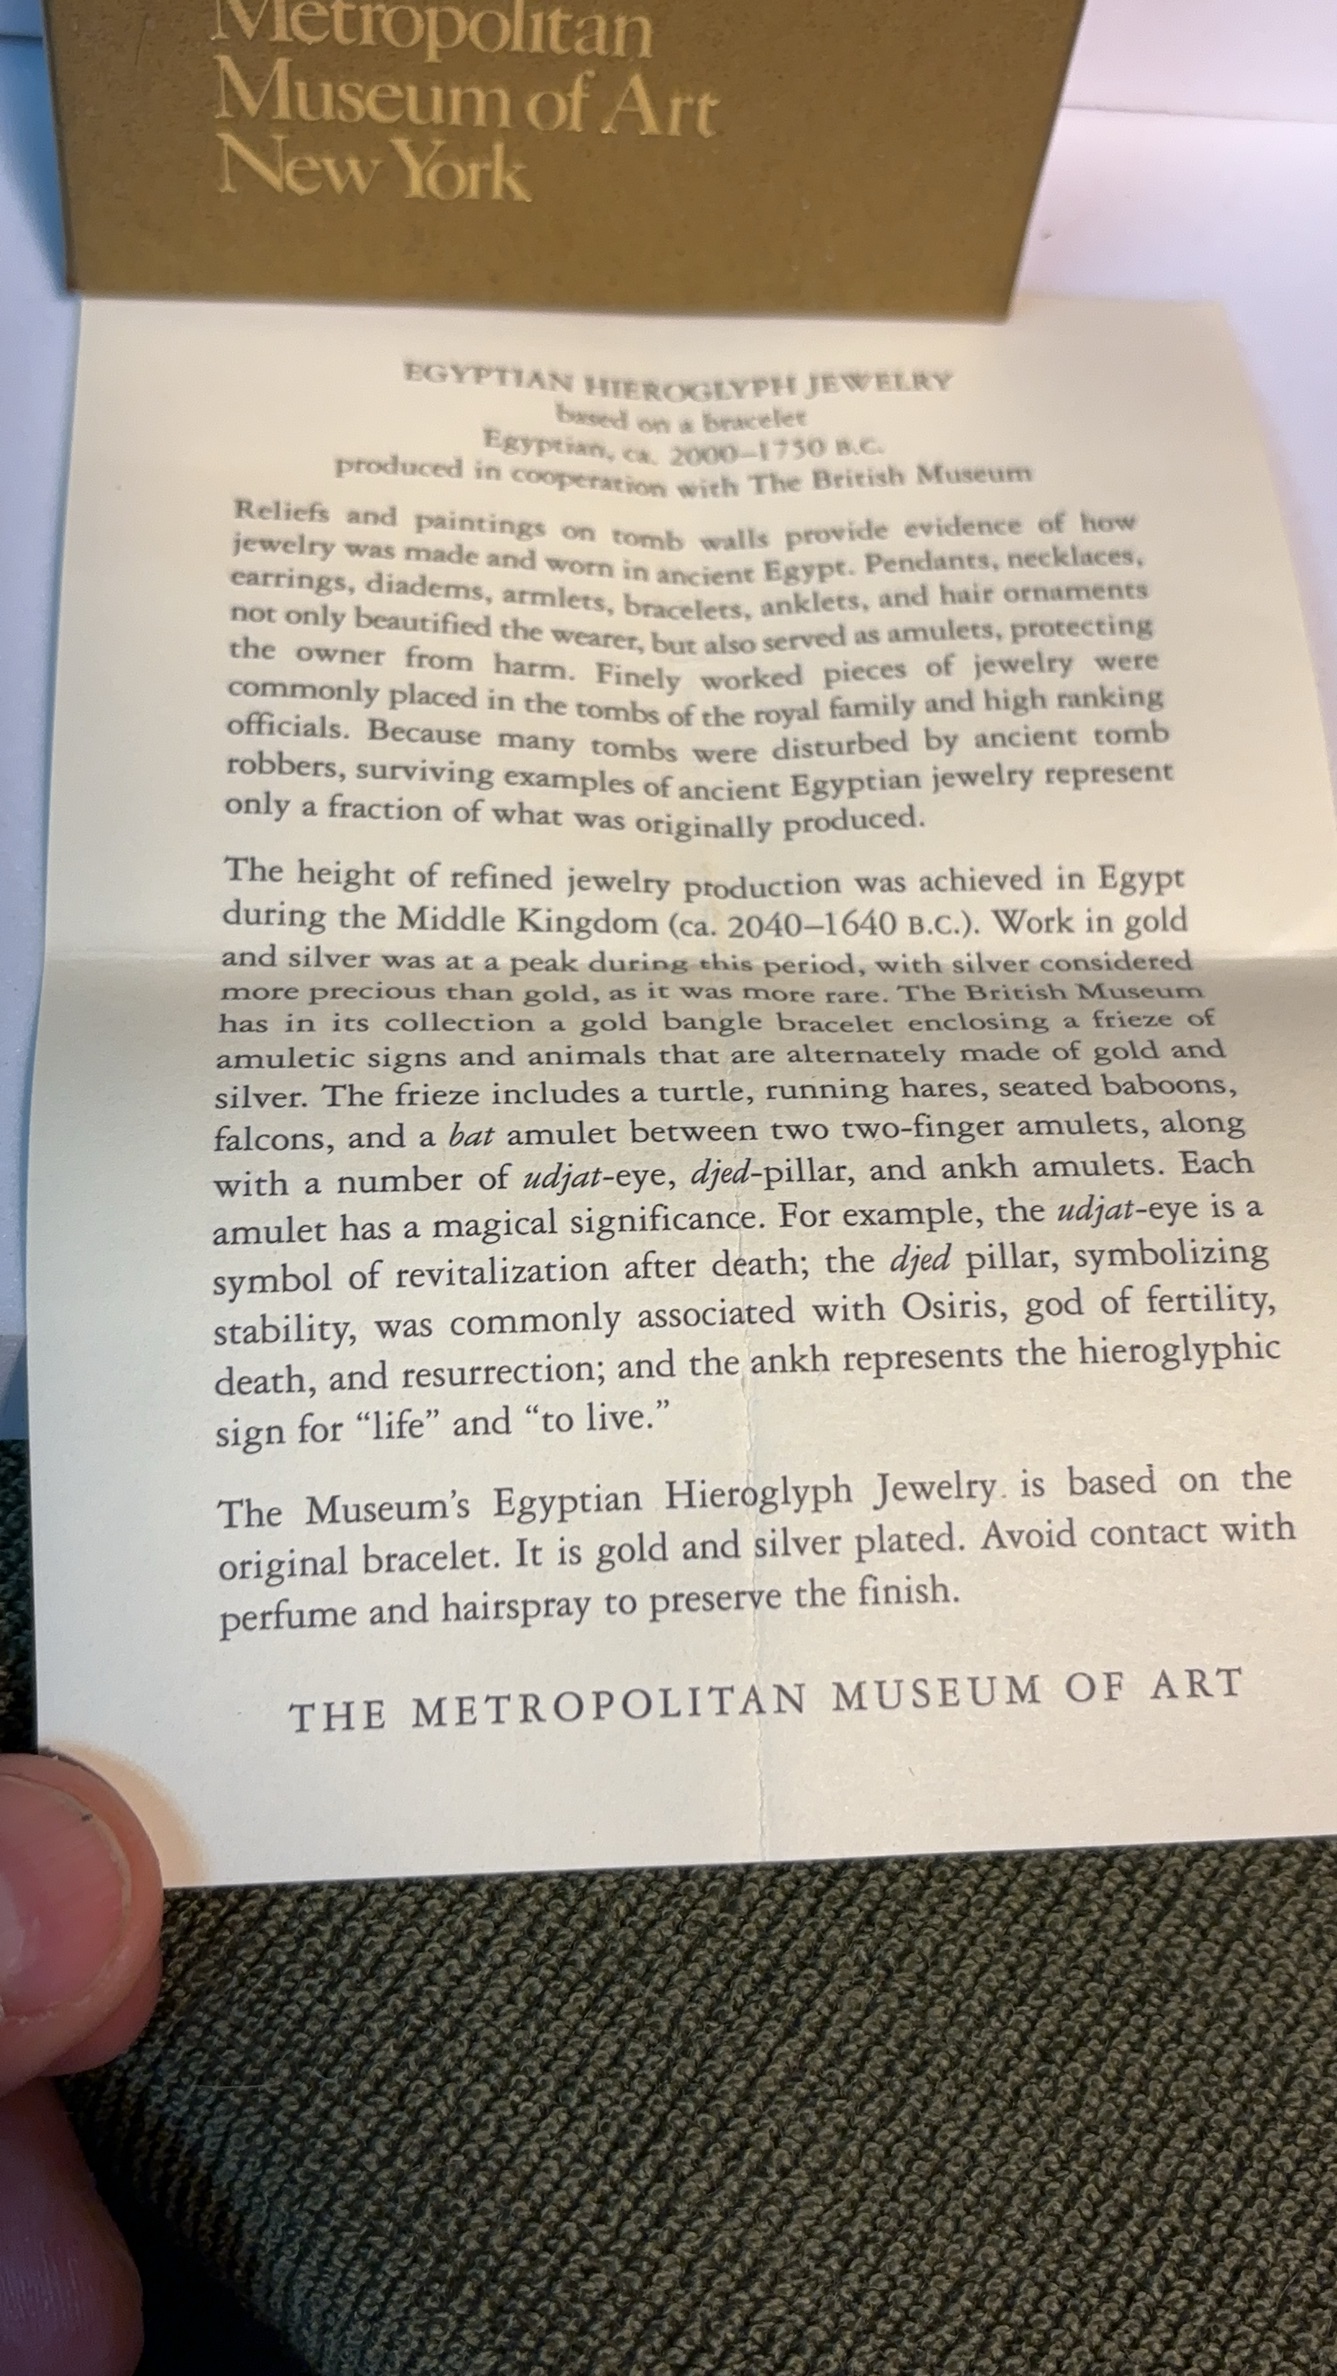 Metropolitan
Museum of Art
New York
EGYPTIAN HIEROGLYPH JEWELRY
based on a bracelet
Egyptian, ca. 2000–1750 B.C.
produced in cooperation with The British Museum
Reliefs and paintings on tomb walls provide evidence of how
jewelry was made and worn in ancient Egypt. Pendants, necklaces,
earrings, diadems, armlets, bracelets, anklets, and hair ornaments
not only beautified the wearer, but also served as amulets, protecting
the owner from harm. Finely worked pieces of jewelry were
commonly placed in the tombs of the royal family and high ranking
officials. Because many tombs were disturbed by ancient tomb
robbers, surviving examples of ancient Egyptian jewelry represent
only a fraction of what was originally produced.
The height of refined jewelry production was achieved in Egypt
during the Middle Kingdom (ca. 2040–1640 B.C.). Work in gold
and silver was at a peak during this period, with silver considered
more precious than gold, as it was more rare. The British Museum
has in its collection a gold bangle bracelet enclosing a frieze of
amuletic signs and animals that are alternately made of gold and
silver. The frieze includes a turtle, running hares, seated baboons,
falcons, and a bat amulet between two two-finger amulets, along
with a number of udjat-eye, djed-pillar, and ankh amulets. Each
amulet has a magical significance. For example, the udjat-eye is a
symbol of revitalization after death; the djed pillar, symbolizing
stability, was commonly associated with Osiris, god of fertility,
death, and resurrection; and the ankh represents the hieroglyphic
sign for “life” and “to live.”
The Museum’s Egyptian Hieroglyph Jewelry is based on the
original bracelet. It is gold and silver plated. Avoid contact with
perfume and hairspray to preserve the finish.
THE METROPOLITAN MUSEUM OF ART